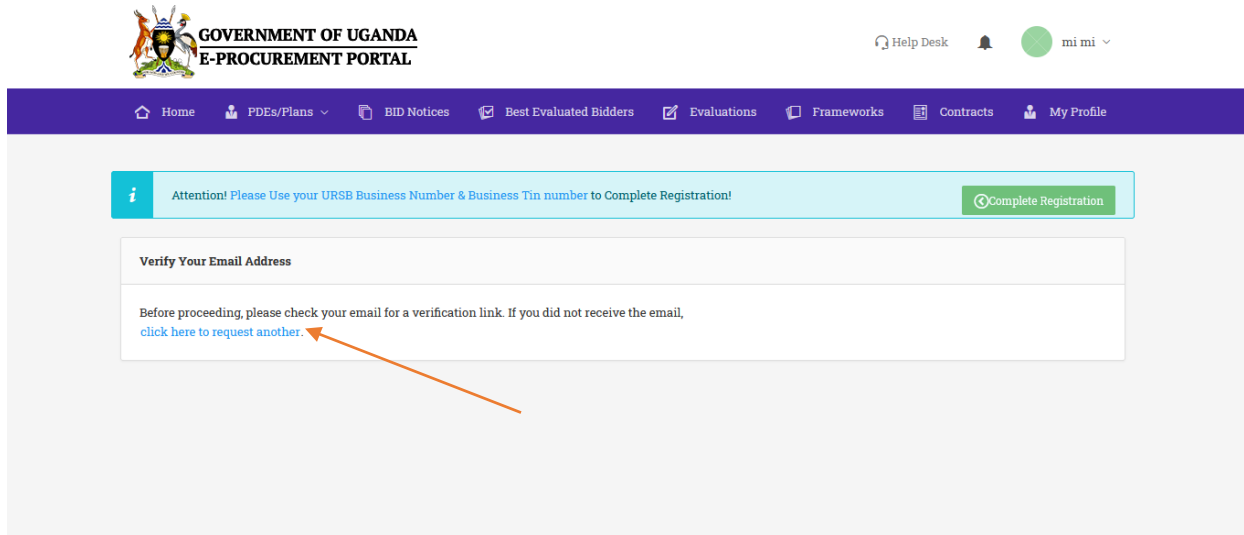 GOVERNMENT OF UGANDA
E-PROCUREMENT PORTAL
Help Desk
mi mi
Home
PDEs/Plans
BID Notices
Best Evaluated Bidders
Evaluations
Frameworks
Contracts
My Profile
i
Attention! Please Use your URSB Business Number & Business Tin number to Complete Registration!
Complete Registration
Verify Your Email Address
Before proceeding, please check your email for a verification link. If you did not receive the email,
click here to request another.